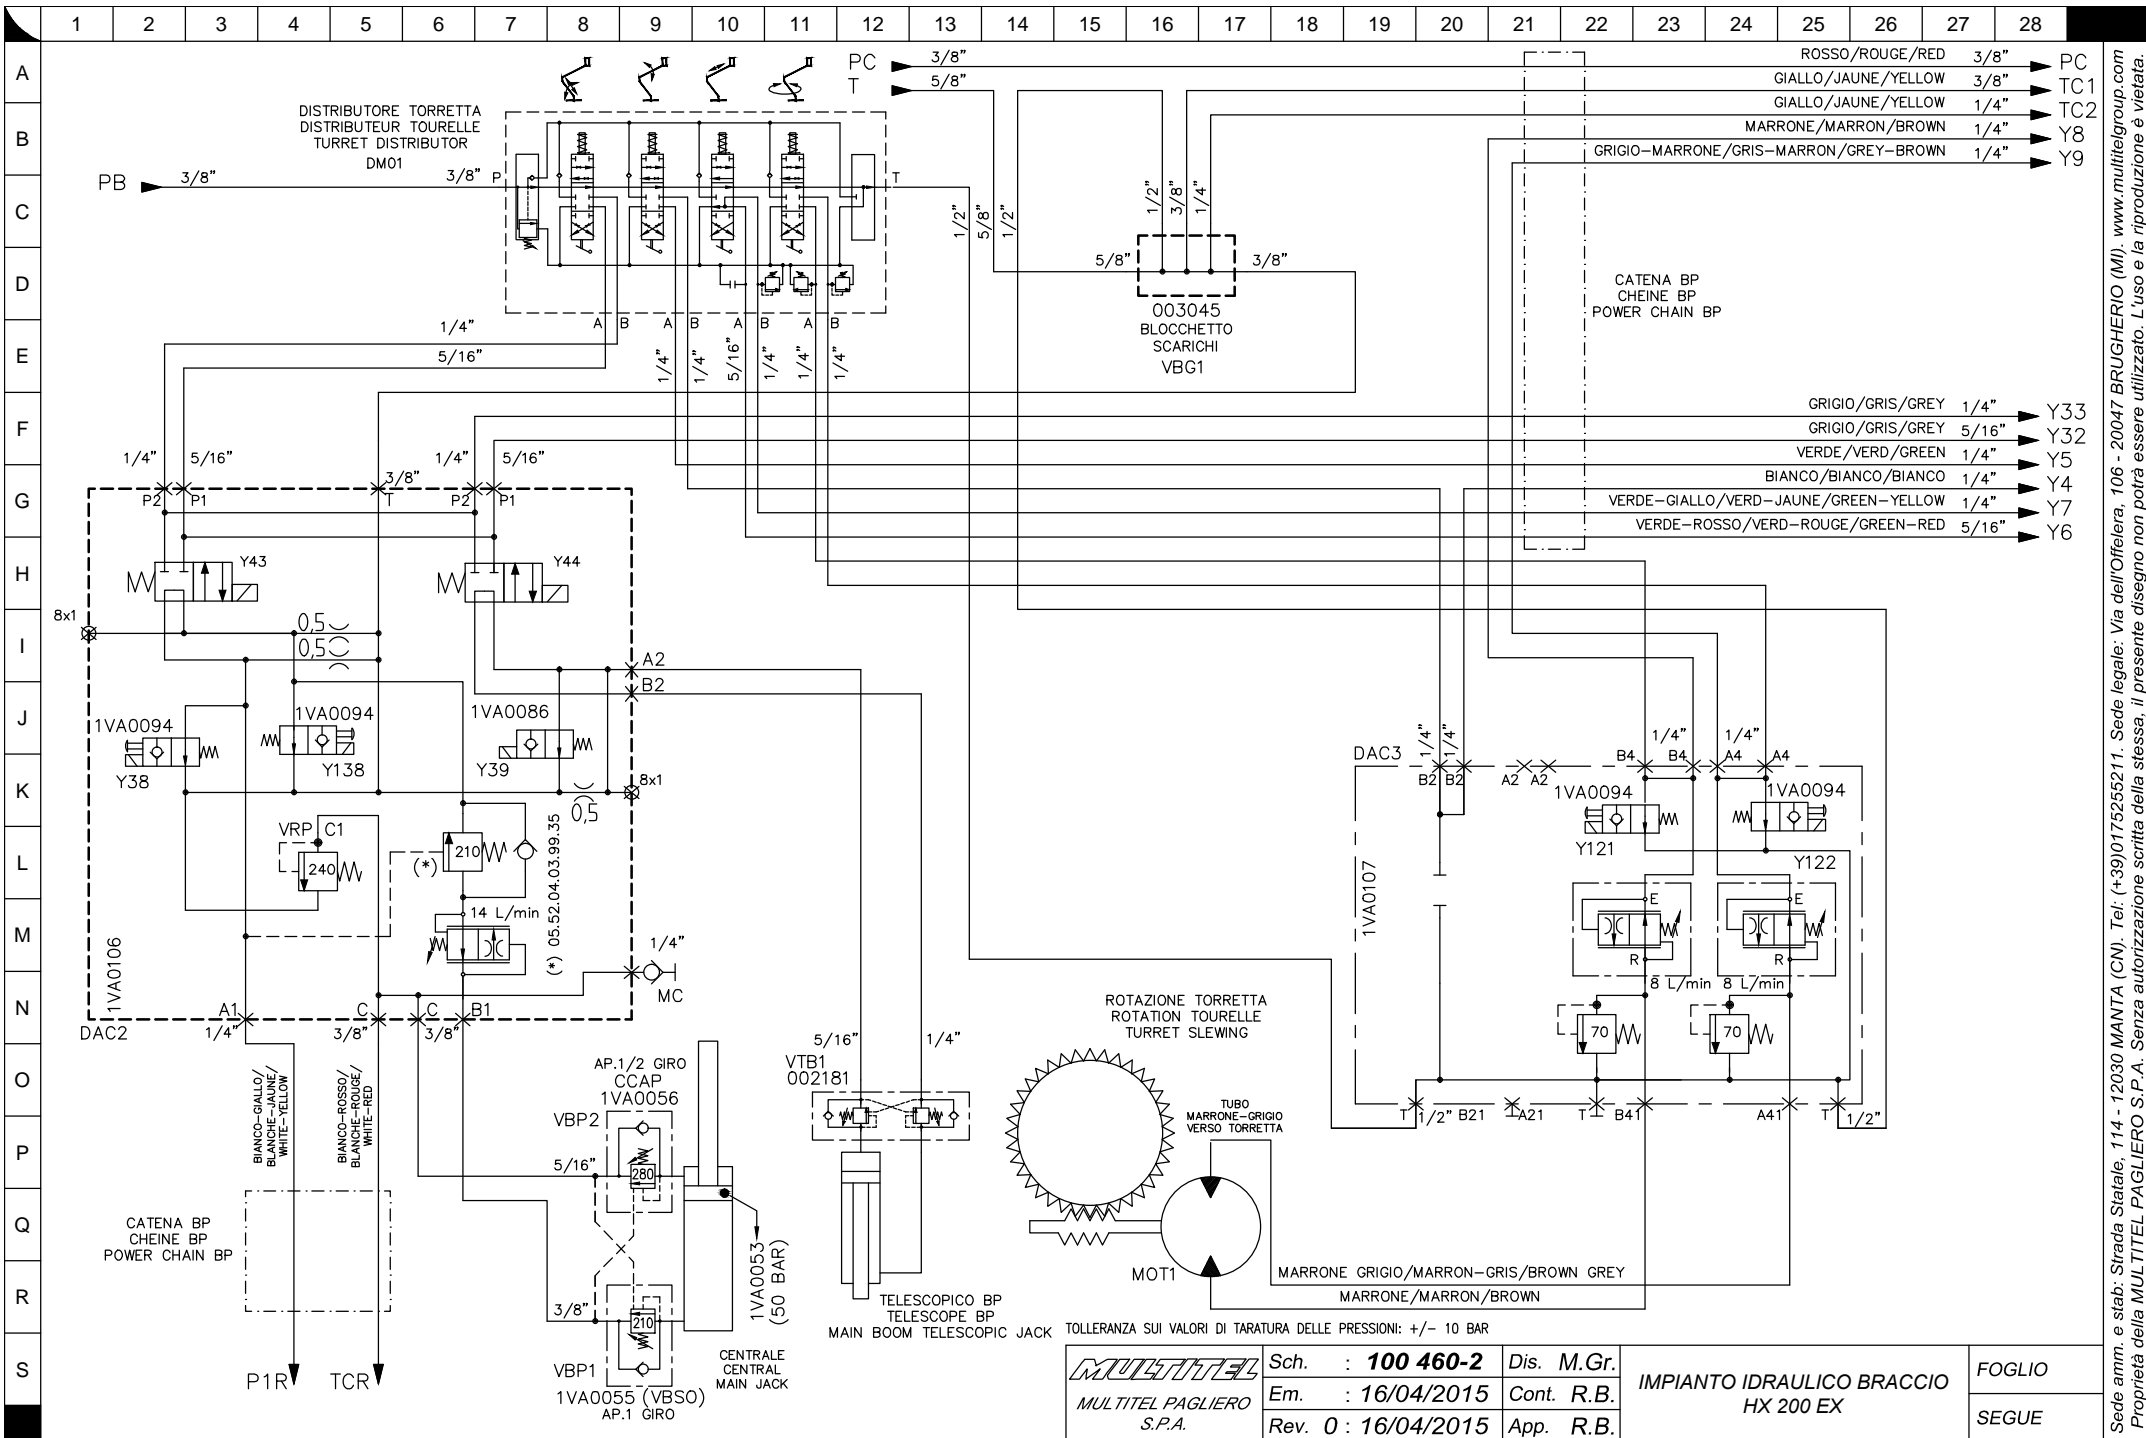 1 2 3 4 5 6 7 8 9 10 11 12 13 14 15 16 17 18 19 20 21 22 23 24 25 26 27 28
A
B
C
D
E
F
G
H
I
J
K
L
M
N
O
P
Q
R
S
DISTRIBUTORE TORRETTA
DISTRIBUTEUR TOURELLE
TURRET DISTRIBUTOR
DM01
PB 3/8" 3/8" P T
PC 3/8"
T 5/8"
ROSSO/ROUGE/RED 3/8" PC
GIALLO/JAUNE/YELLOW 3/8" TC1
GIALLO/JAUNE/YELLOW 1/4" TC2
MARRONE/MARRON/BROWN 1/4" Y8
GRIGIO-MARRONE/GRIS-MARRON/GREY-BROWN 1/4" Y9
1/2" 5/8" 1/2"
1/2" 3/8" 1/4"
5/8" 3/8"
003045
BLOCCHETTO
SCARICHI
VBG1
CATENA BP
CHEINE BP
POWER CHAIN BP
A B A B A B A B
1/4"
5/16"
1/4" 1/4" 5/16" 1/4" 1/4" 1/4"
GRIGIO/GRIS/GREY 1/4" Y33
GRIGIO/GRIS/GREY 5/16" Y32
VERDE/VERD/GREEN 1/4" Y5
BIANCO/BIANCO/BIANCO 1/4" Y4
VERDE-GIALLO/VERD-JAUNE/GREEN-YELLOW 1/4" Y7
VERDE-ROSSO/VERD-ROUGE/GREEN-RED 5/16" Y6
1/4" 5/16" 3/8" 1/4" 5/16"
P2 P1 T P2 P1
Y43 Y44
8x1
0,5
0,5
A2
B2
1VA0094 1VA0094 1VA0086
Y38 Y138 Y39
8x1
0,5
VRP C1
240
210
(*)
(*) 05.52.04.03.99.35
14 L/min
1VA0106
1/4"
MC
A1 C C B1
DAC2 1/4" 3/8" 3/8"
BIANCO-GIALLO/
BLANCHE-JAUNE/
WHITE-YELLOW
BIANCO-ROSSO/
BLANCHE-ROUGE/
WHITE-RED
CATENA BP
CHEINE BP
POWER CHAIN BP
P1R TCR
AP.1/2 GIRO
CCAP
1VA0056
VBP2
5/16"
280
3/8"
210
VBP1
1VA0055 (VBSO)
AP.1 GIRO
1VA0053
(50 BAR)
CENTRALE
CENTRAL
MAIN JACK
5/16" 1/4"
VTB1
002181
TELESCOPICO BP
TELESCOPE BP
MAIN BOOM TELESCOPIC JACK
ROTAZIONE TORRETTA
ROTATION TOURELLE
TURRET SLEWING
TUBO
MARRONE-GRIGIO
VERSO TORRETTA
MOT1
MARRONE GRIGIO/MARRON-GRIS/BROWN GREY
MARRONE/MARRON/BROWN
DAC3 1/4" 1/4" 1/4" 1/4"
B2 B2 A2 A2 B4 B4 A4 A4
1VA0094 1VA0094
Y121 Y122
1VA0107
E E
R R
8 L/min 8 L/min
70 70
T 1/2" B21 A21 T B41 A41 T 1/2"
TOLLERANZA SUI VALORI DI TARATURA DELLE PRESSIONI: +/- 10 BAR
MULTITEL
MULTITEL PAGLIERO
S.P.A.
Sch. : 100 460-2 Dis. M.Gr.
Em. : 16/04/2015 Cont. R.B.
Rev. 0 : 16/04/2015 App. R.B.
IMPIANTO IDRAULICO BRACCIO
HX 200 EX
FOGLIO
SEGUE
Sede amm. e stab: Strada Statale, 114 - 12030 MANTA (CN). Tel: (+39)0175255211. Sede legale: Via dell'Offelera, 106 - 20047 BRUGHERIO (MI). www.multitelgroup.com
Proprietà della MULTITEL PAGLIERO S.P.A. Senza autorizzazione scritta della stessa, il presente disegno non potrà essere utilizzato. L'uso e la riproduzione è vietata.